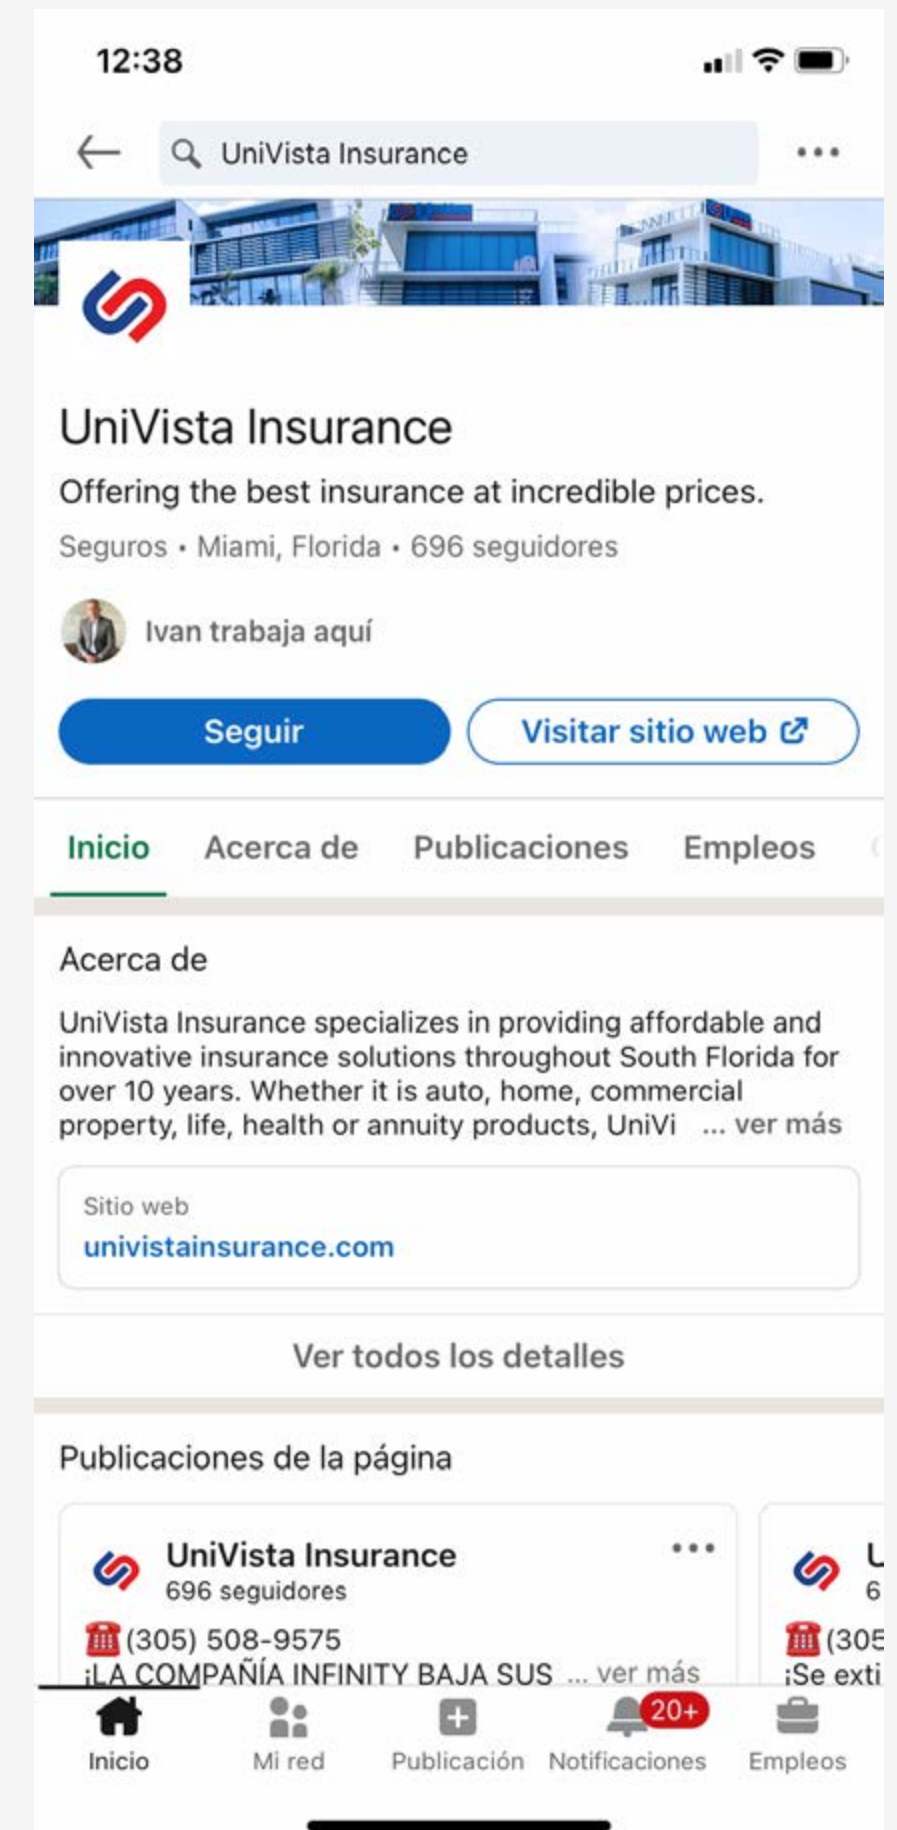 12:38
UniVista Insurance
UniVista Insurance
Offering the best insurance at incredible prices.
Seguros • Miami, Florida • 696 seguidores
Ivan trabaja aquí
Seguir
Visitar sitio web
Inicio
Acerca de
Publicaciones
Empleos
Acerca de
UniVista Insurance specializes in providing affordable and
innovative insurance solutions throughout South Florida for
over 10 years. Whether it is auto, home, commercial
property, life, health or annuity products, UniVi ... ver más
Sitio web
univistainsurance.com
Ver todos los detalles
Publicaciones de la página
UniVista Insurance
696 seguidores
☎️(305) 508-9575
¡LA COMPAÑÍA INFINITY BAJA SUS ... ver más
U
6
☎️(305
¡Se exti
Inicio
Mi red
Publicación
20+
Notificaciones
Empleos